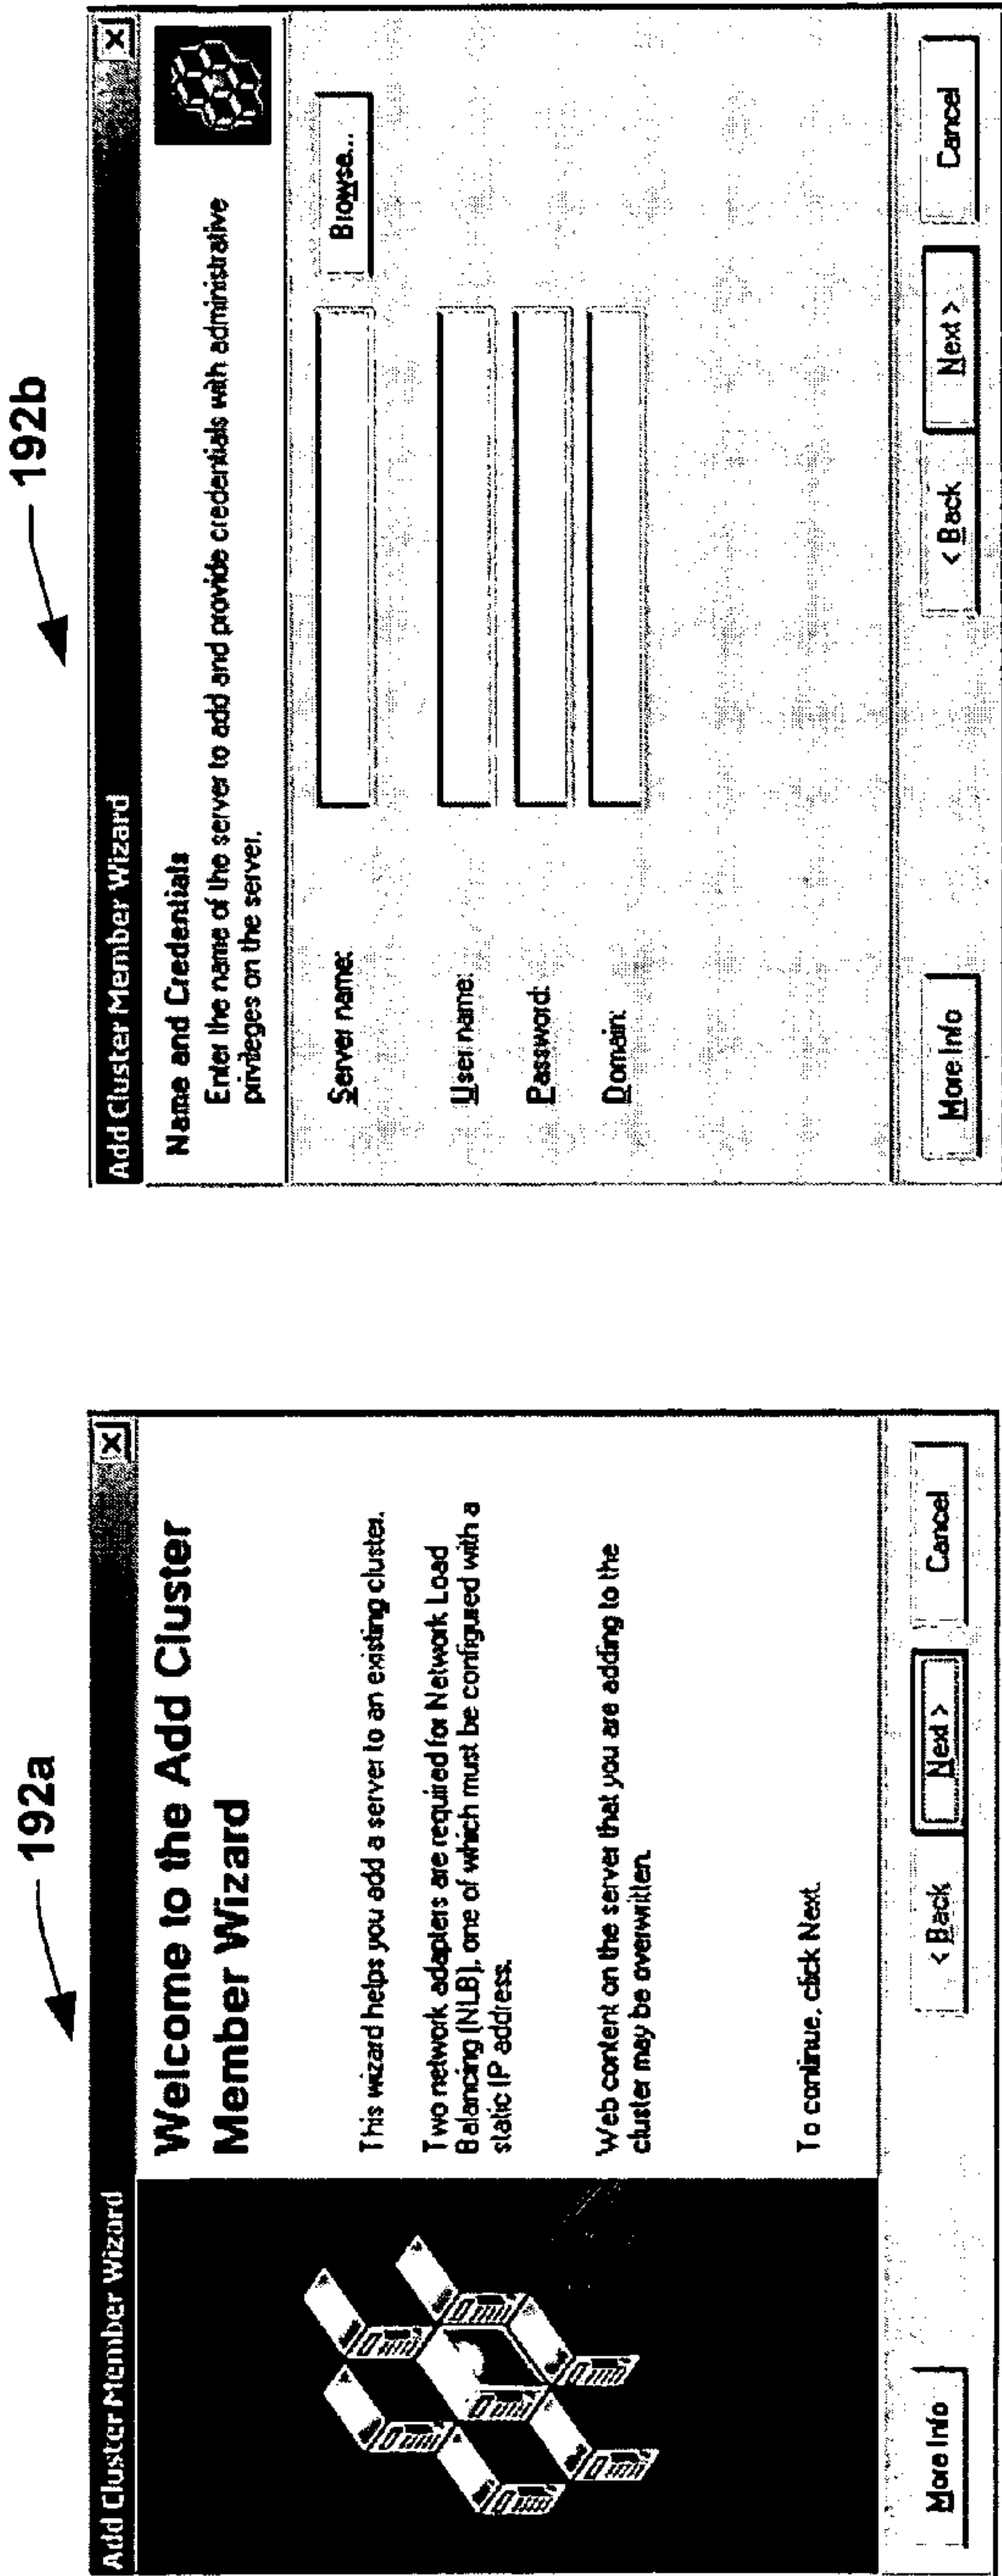 192a
Add Cluster Member Wizard
Welcome to the Add Cluster
Member Wizard
This wizard helps you add a server to an existing cluster.
Two network adapters are required for Network Load
Balancing (NLB), one of which must be configured with a
static IP address.
Web content on the server that you are adding to the
cluster may be overwritten.
To continue, click Next.
More Info
< Back
Next >
Cancel
192b
Add Cluster Member Wizard
Name and Credentials
Enter the name of the server to add and provide credentials with administrative
privileges on the server.
Server name:
Browse...
User name:
Password:
Domain:
More Info
< Back
Next >
Cancel